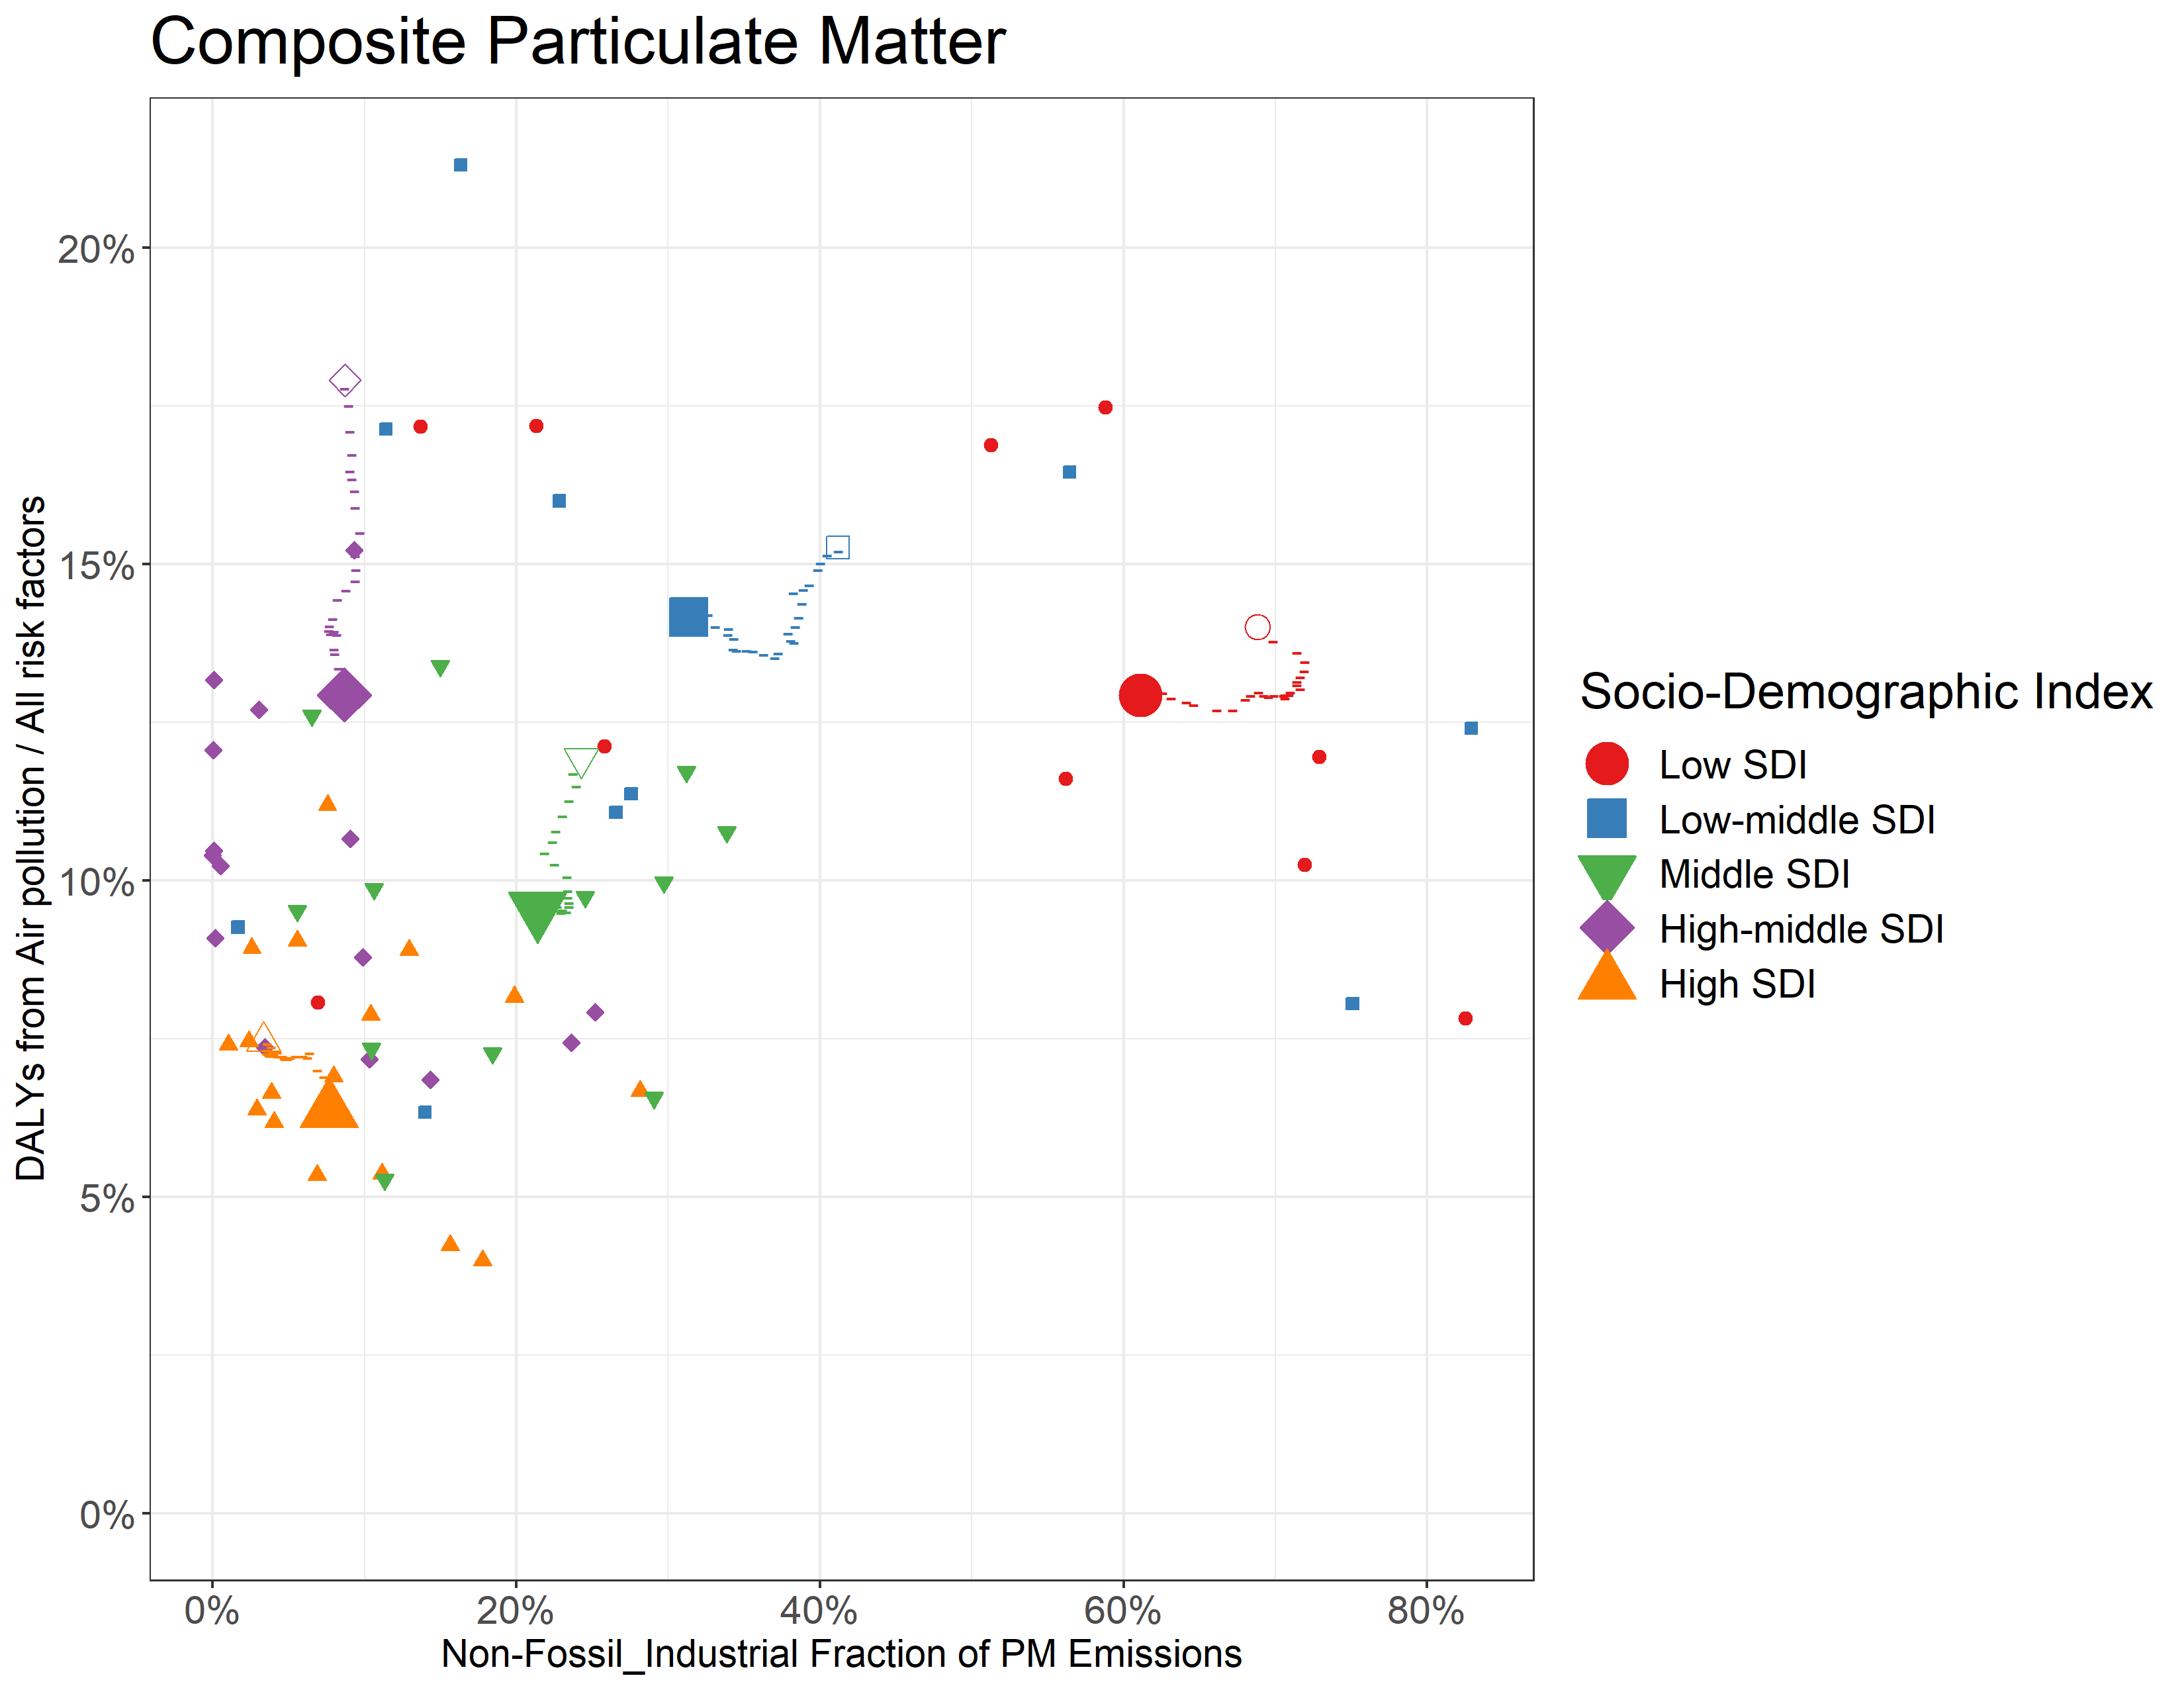 Composite Particulate Matter
DALYs from Air pollution / All risk factors
20%
15%
10%
5%
0%
0%
20%
40%
60%
80%
Non-Fossil_Industrial Fraction of PM Emissions
Socio-Demographic Index
Low SDI
Low-middle SDI
Middle SDI
High-middle SDI
High SDI